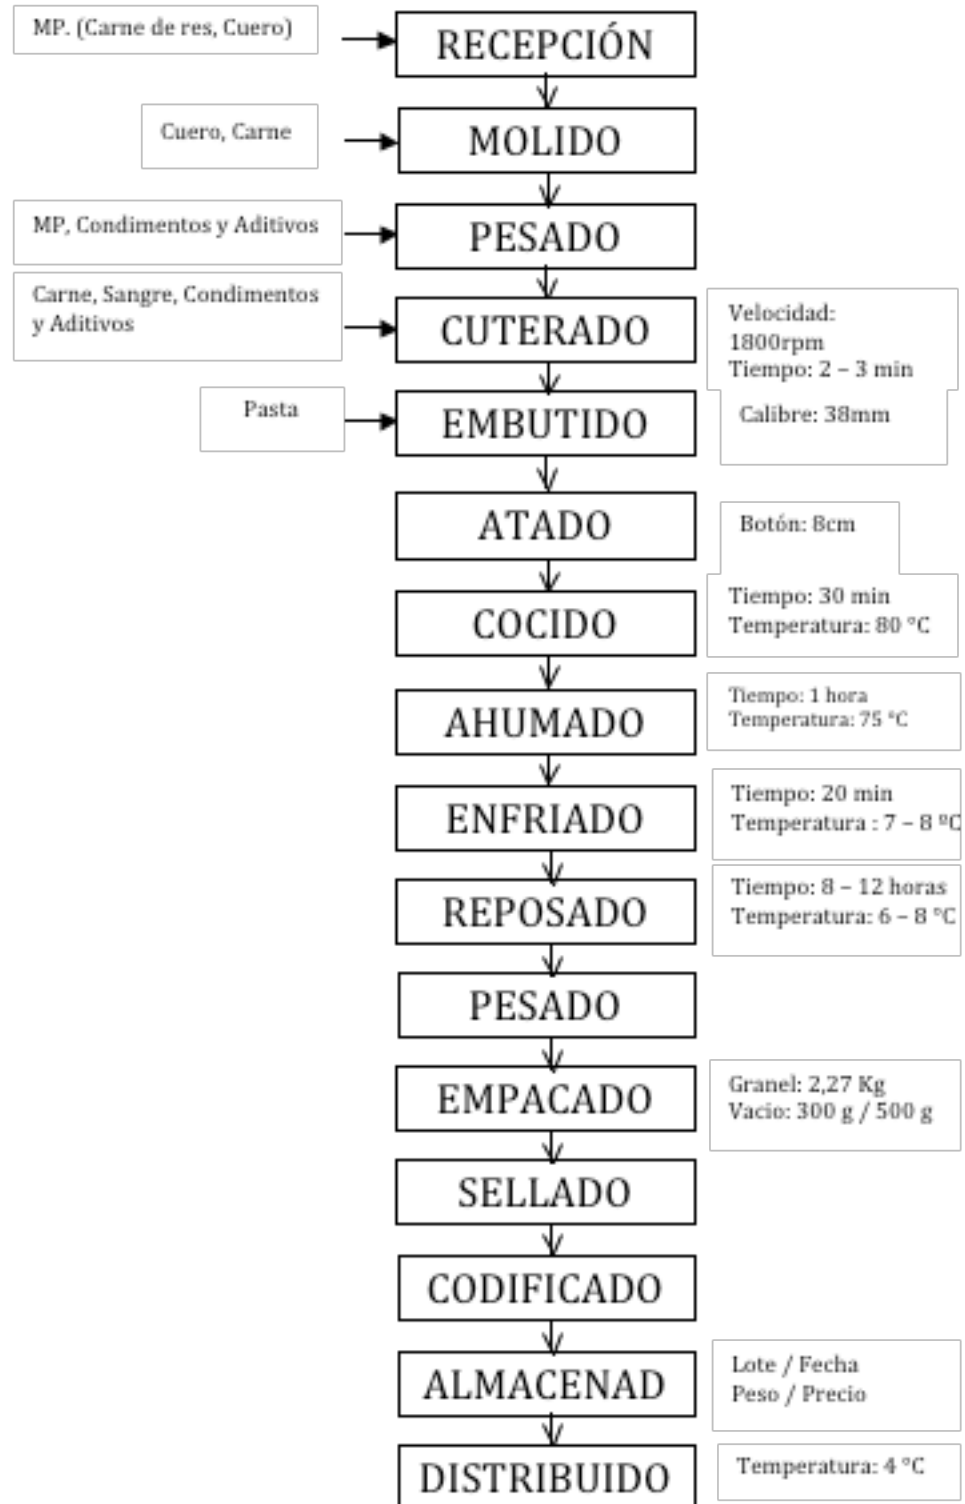 MP. (Carne de res, Cuero)
RECEPCIÓN
Cuero, Carne
MOLIDO
MP, Condimentos y Aditivos
PESADO
Carne, Sangre, Condimentos
y Aditivos
CUTERADO
Velocidad:
1800rpm
Tiempo: 2 – 3 min
Pasta
EMBUTIDO
Calibre: 38mm
ATADO
Botón: 8cm
COCIDO
Tiempo: 30 min
Temperatura: 80 °C
AHUMADO
Tiempo: 1 hora
Temperatura: 75 °C
ENFRIADO
Tiempo: 20 min
Temperatura : 7 – 8 ºC
REPOSADO
Tiempo: 8 – 12 horas
Temperatura: 6 – 8 °C
PESADO
EMPACADO
Granel: 2,27 Kg
Vacio: 300 g / 500 g
SELLADO
CODIFICADO
ALMACENAD
Lote / Fecha
Peso / Precio
DISTRIBUIDO
Temperatura: 4 °C